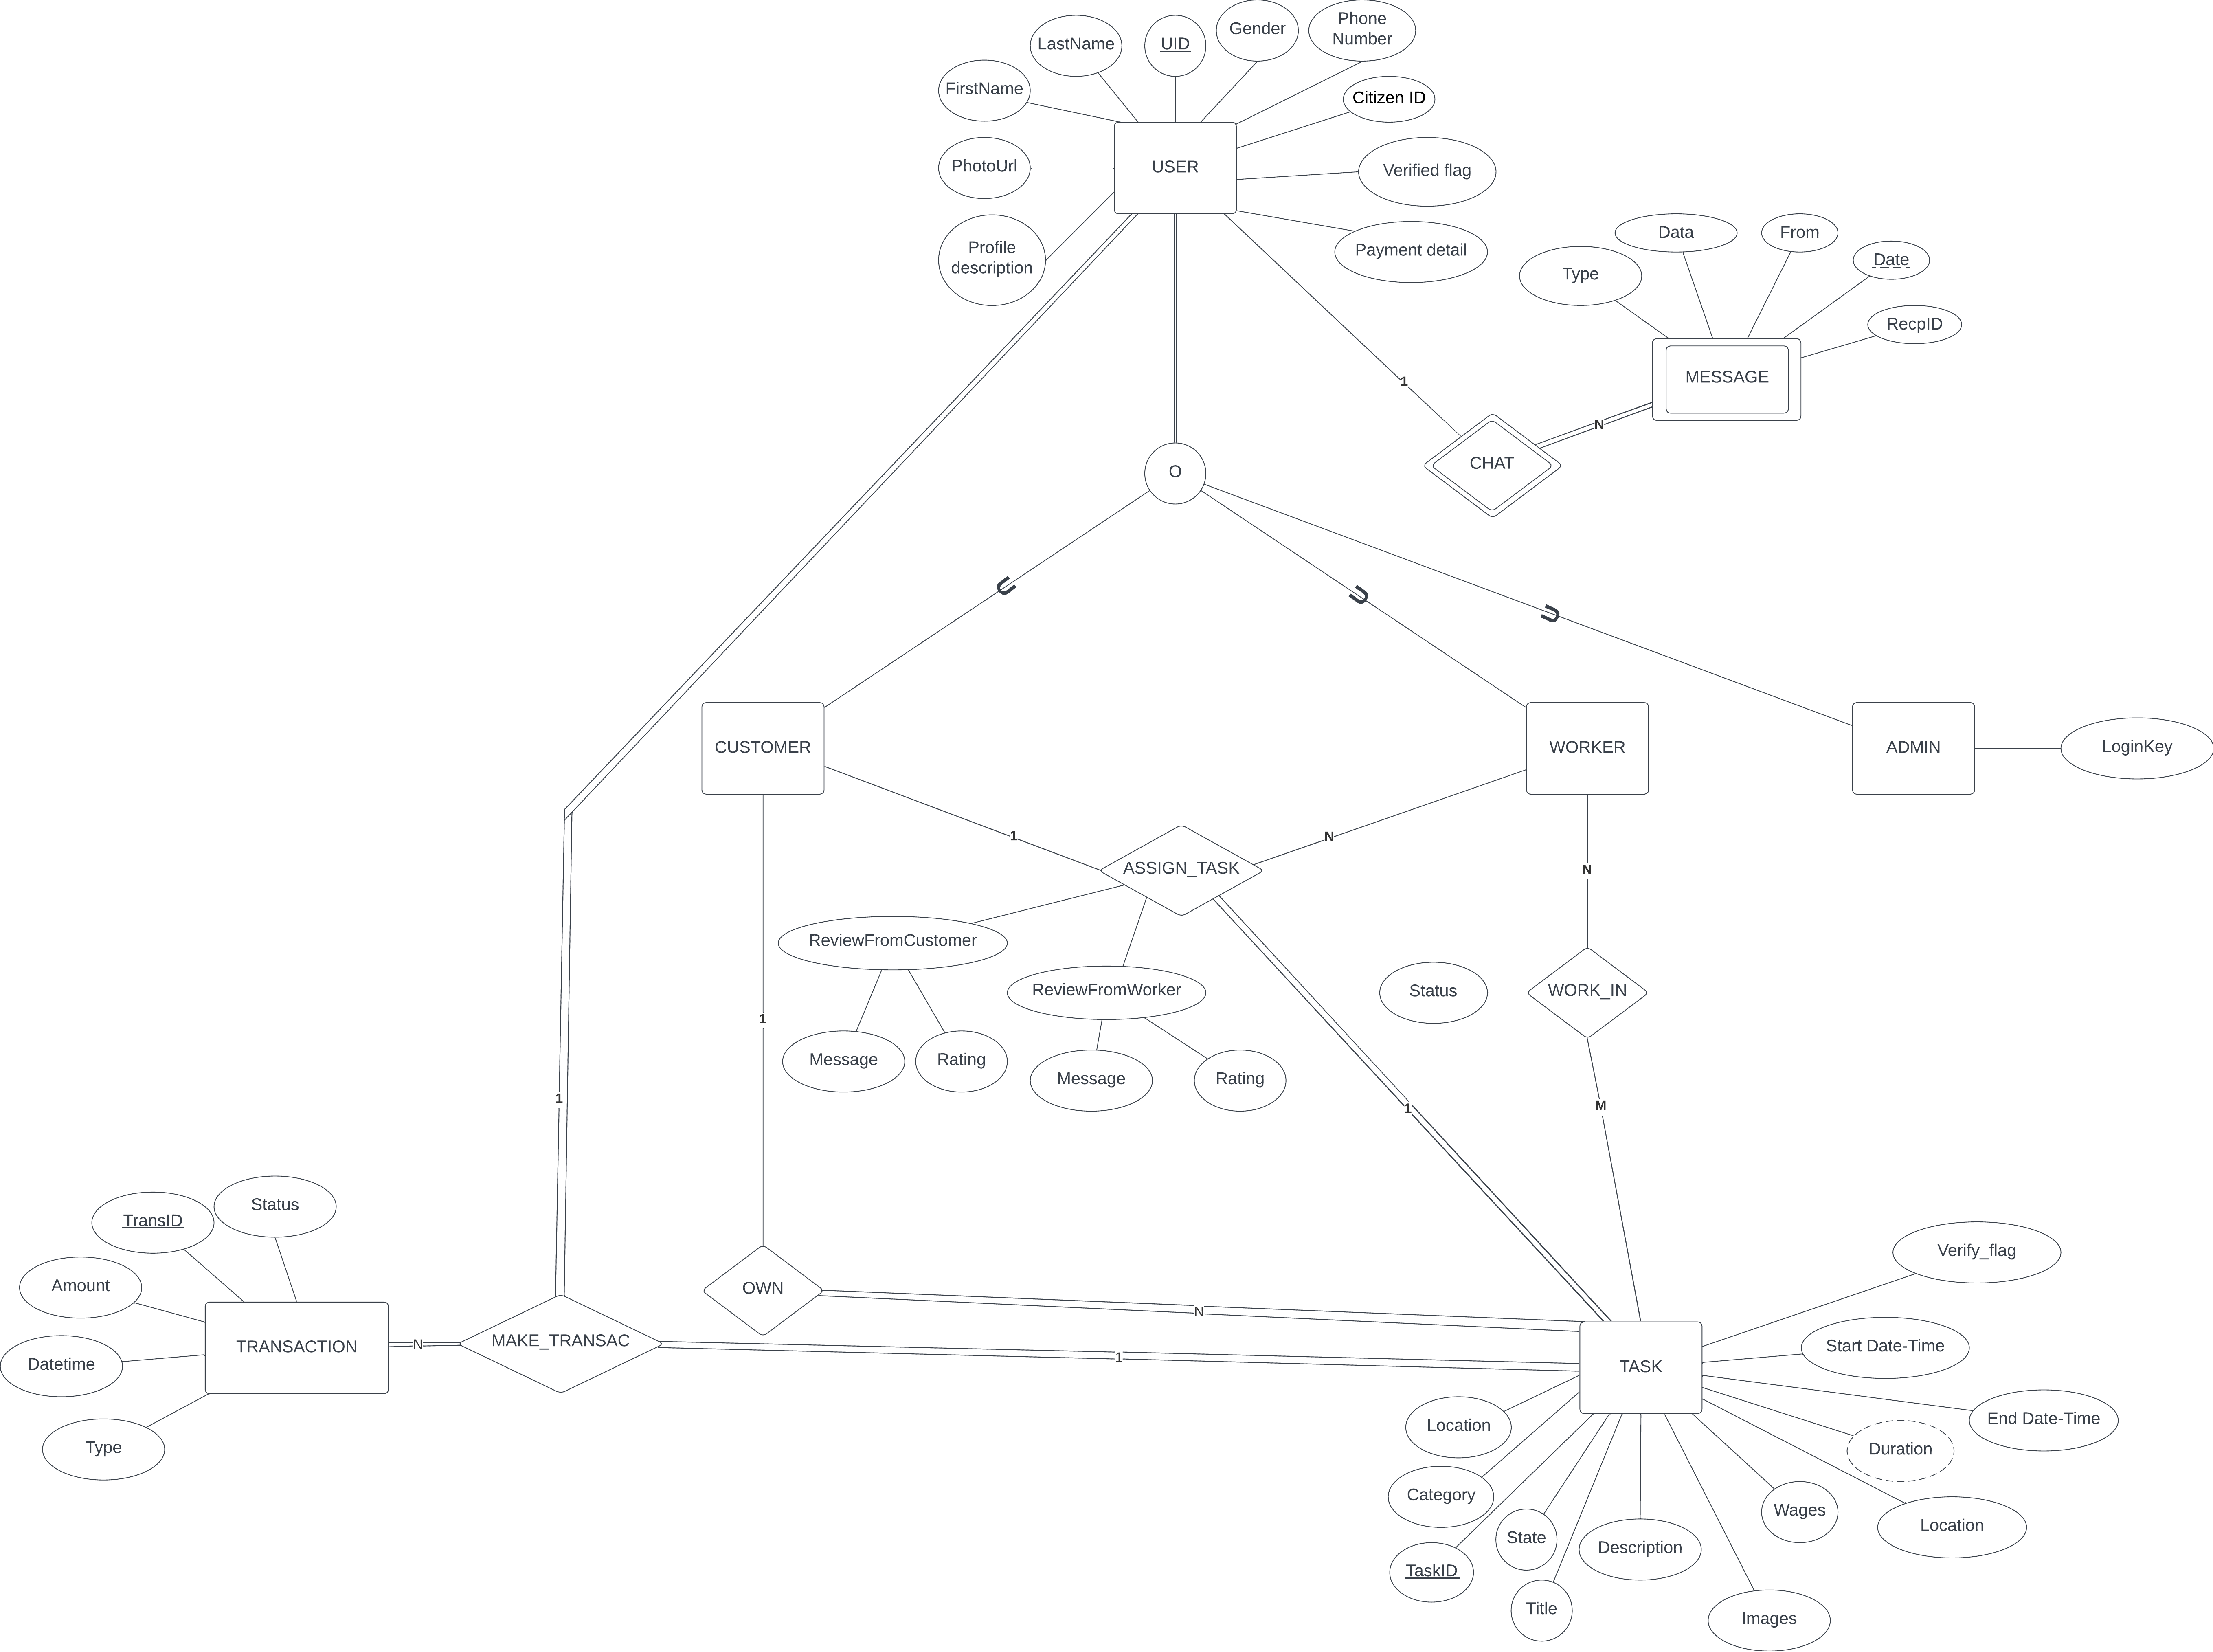 Phone
Number
Gender
LastName
UID
FirstName
Citizen ID
PhotoUrl
USER
Verified flag
Profile
description
Payment detail
Data
From
Type
Date
RecpID
MESSAGE
1
N
CHAT
O
U
U
U
CUSTOMER
WORKER
ADMIN
LoginKey
1
N
ASSIGN_TASK
N
ReviewFromCustomer
ReviewFromWorker
Status
WORK_IN
1
Message
Rating
Message
Rating
1
1
M
Status
TransID
Verify_flag
Amount
OWN
N
TRANSACTION
N
MAKE_TRANSAC
1
TASK
Start Date-Time
Datetime
Type
Location
End Date-Time
Duration
Category
Wages
Location
State
Description
TaskID
Title
Images